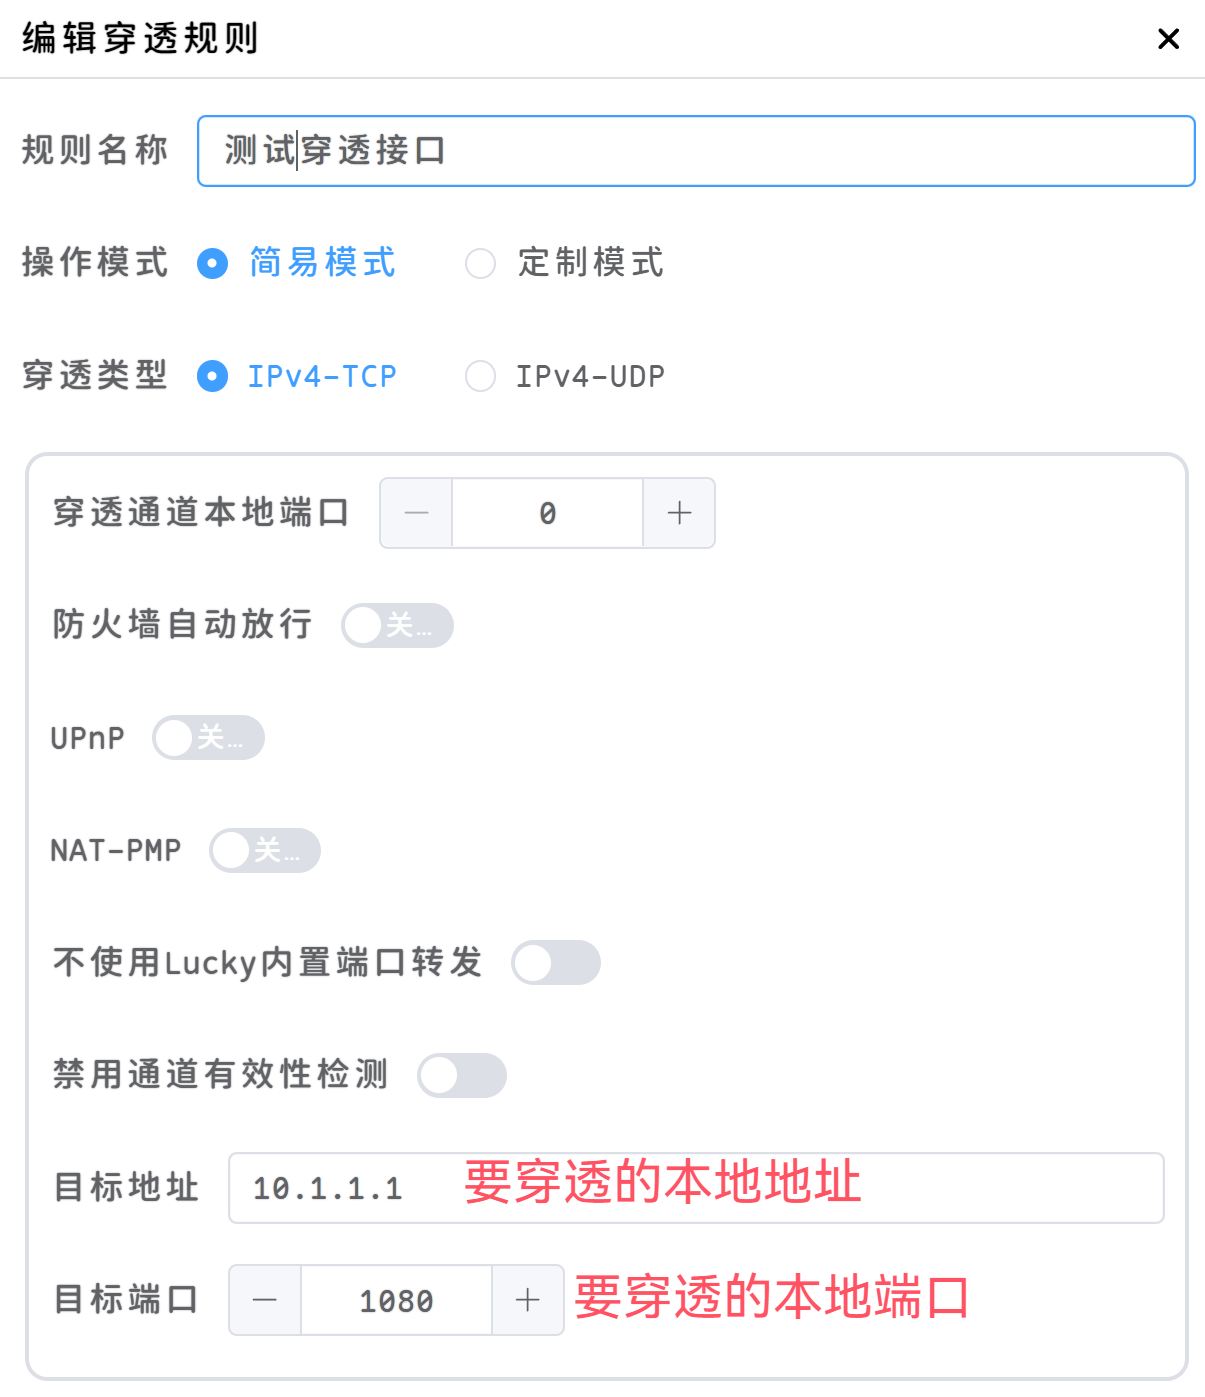 编辑穿透规则
规则名称 测试穿透接口
操作模式 简易模式 定制模式
穿透类型 IPv4-TCP IPv4-UDP
穿透通道本地端口 0
防火墙自动放行 关...
UPnP 关...
NAT-PMP 关...
不使用Lucky内置端口转发
禁用通道有效性检测
目标地址 10.1.1.1 要穿透的本地地址
目标端口 1080 要穿透的本地端口